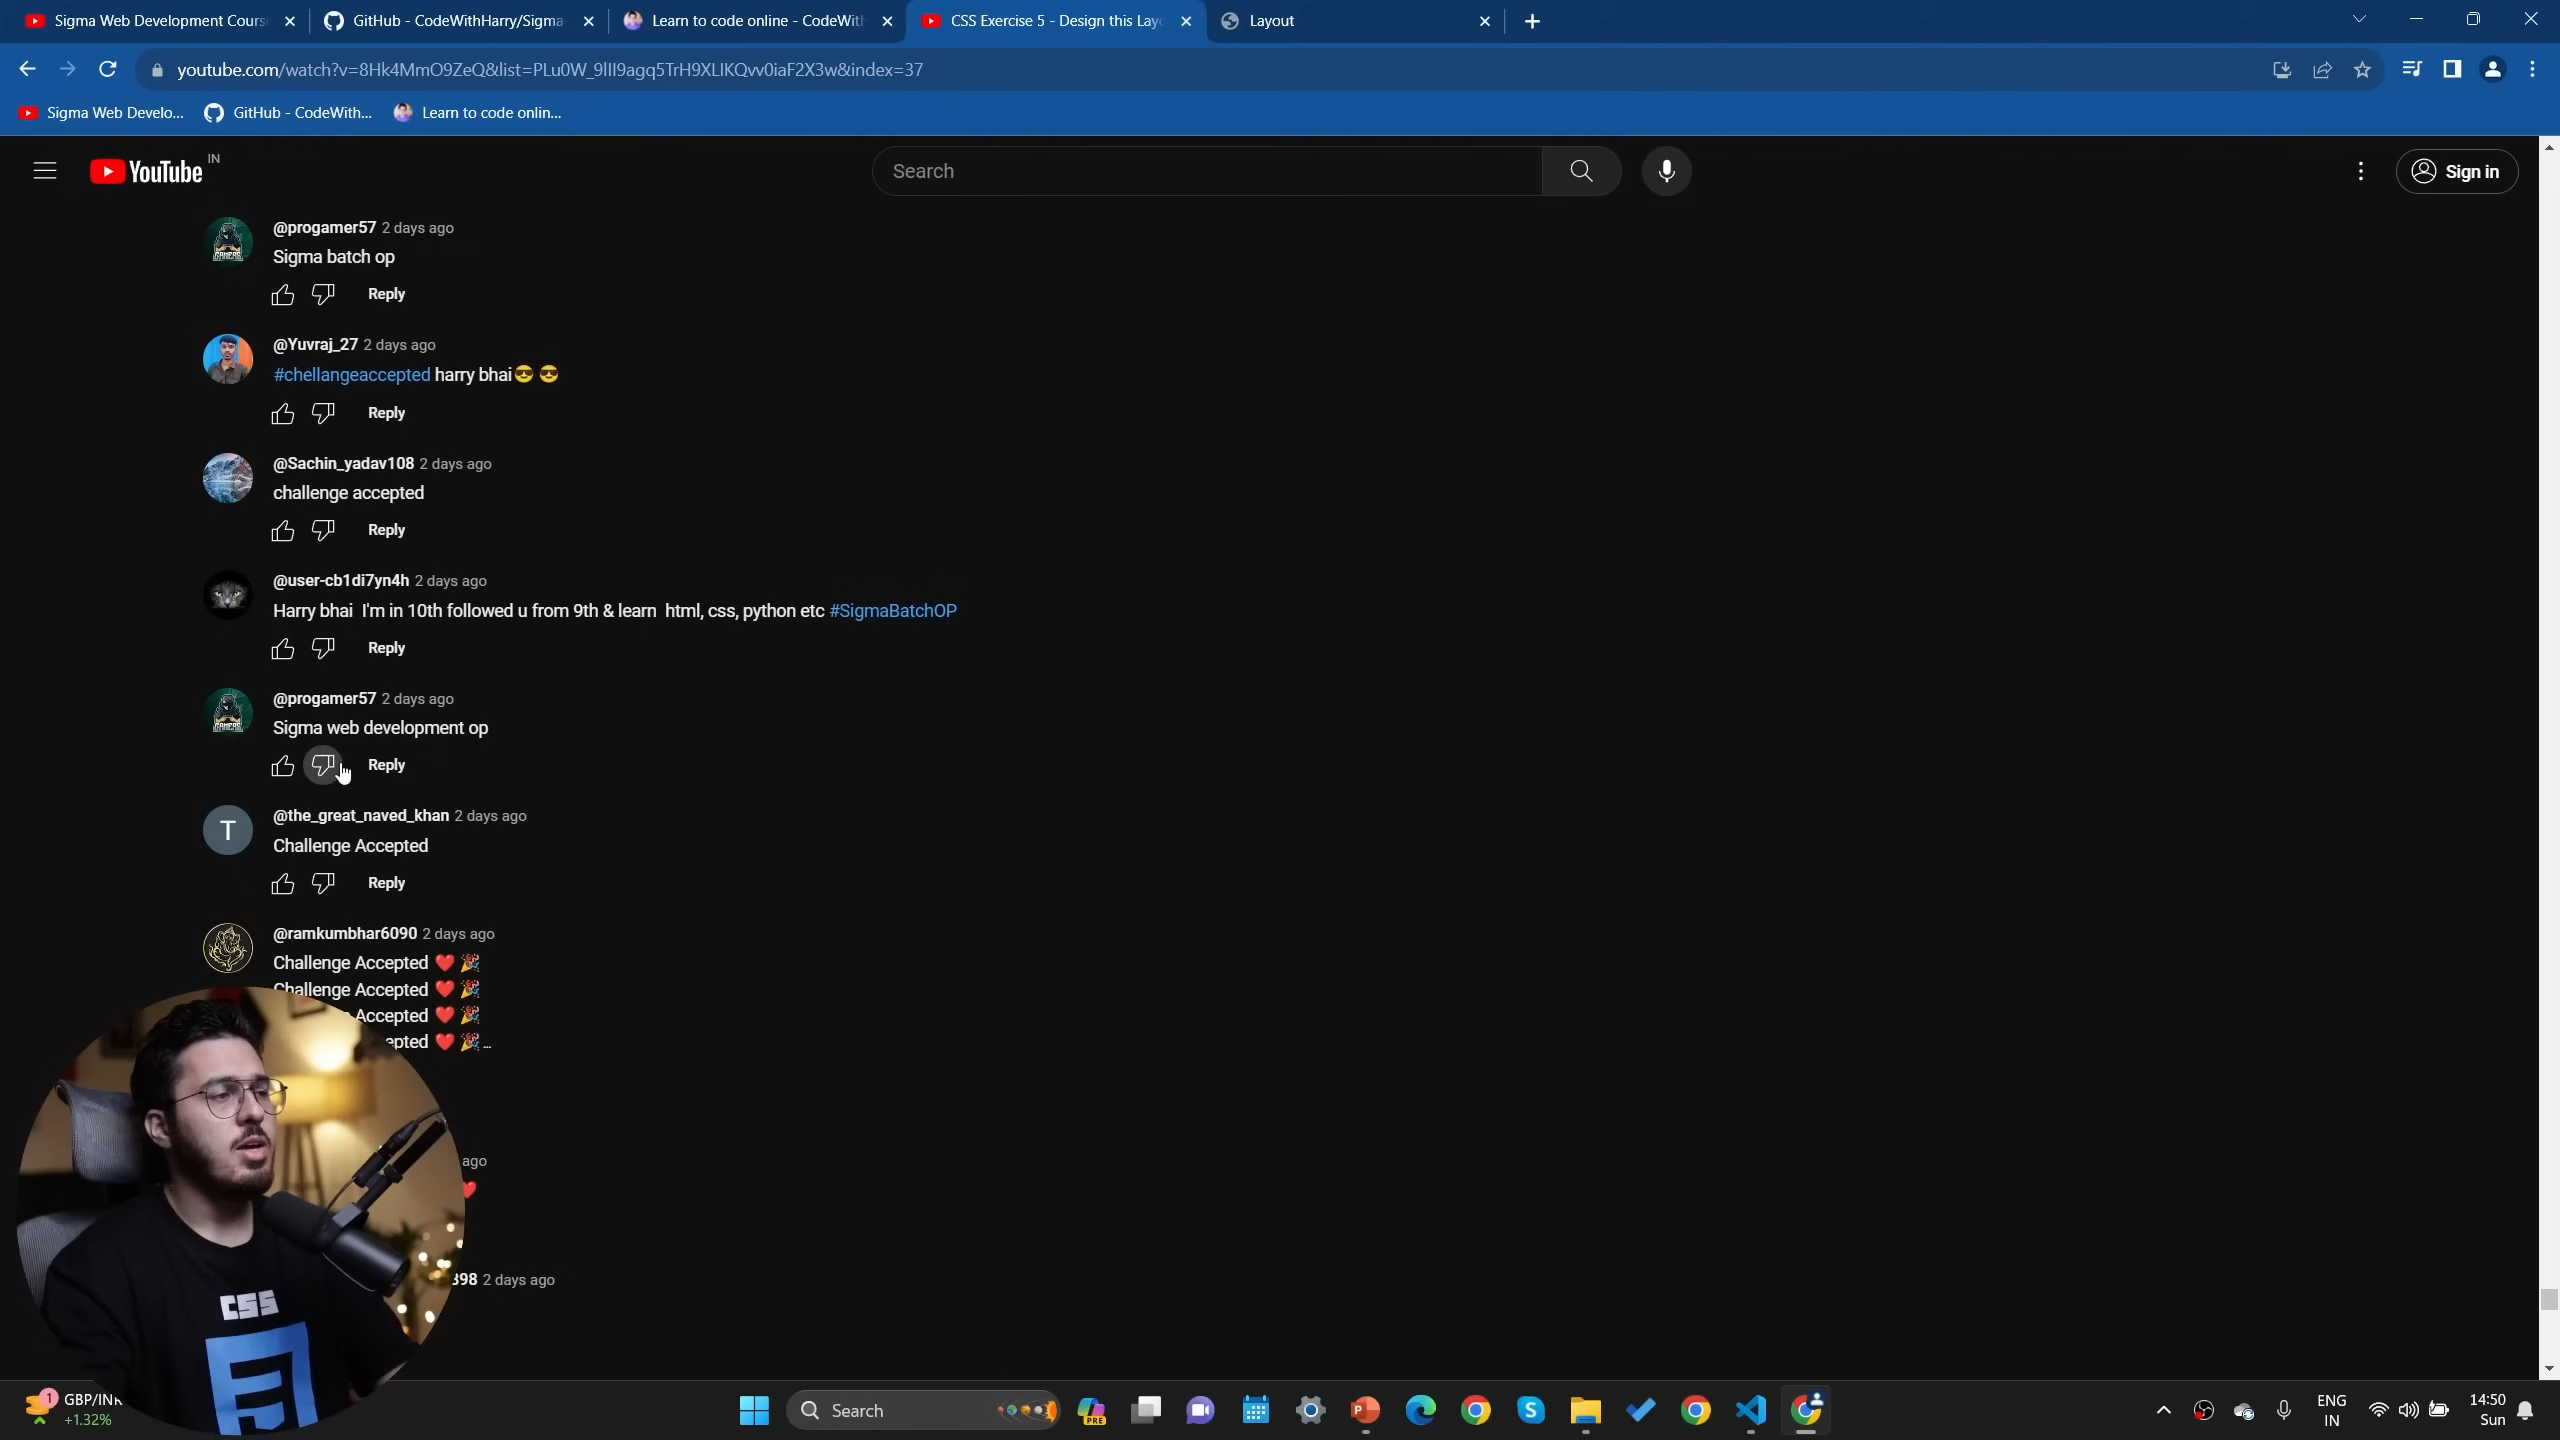 Sigma Web Development Cours
GitHub - CodeWithHarry/Sigma-
Learn to code online - CodeWith
CSS Exercise 5 - Design this Layo
Layout
youtube.com/watch?v=8Hk4MmO9ZeQ&list=PLu0W_9lII9agq5TrH9XLIKQvv0iaF2X3w&index=37
Sigma Web Develo...
GitHub - CodeWith...
Learn to code onlin...
YouTube IN
Search
Sign in
@progamer57 2 days ago
Sigma batch op
Reply
@Yuvraj_27 2 days ago
#chellangeaccepted harry bhai😎 😎
Reply
@Sachin_yadav108 2 days ago
challenge accepted
Reply
@user-cb1di7yn4h 2 days ago
Harry bhai I'm in 10th followed u from 9th & learn html, css, python etc #SigmaBatchOP
Reply
@progamer57 2 days ago
Sigma web development op
Reply
T
@the_great_naved_khan 2 days ago
Challenge Accepted
Reply
@ramkumbhar6090 2 days ago
Challenge Accepted ❤️ 🎉
Challenge Accepted ❤️ 🎉
Accepted ❤️ 🎉
epted ❤️ 🎉...
ago
398 2 days ago
CSS
1
GBP/INR
+1.32%
Search
PRE
ENG
IN
14:50
Sun